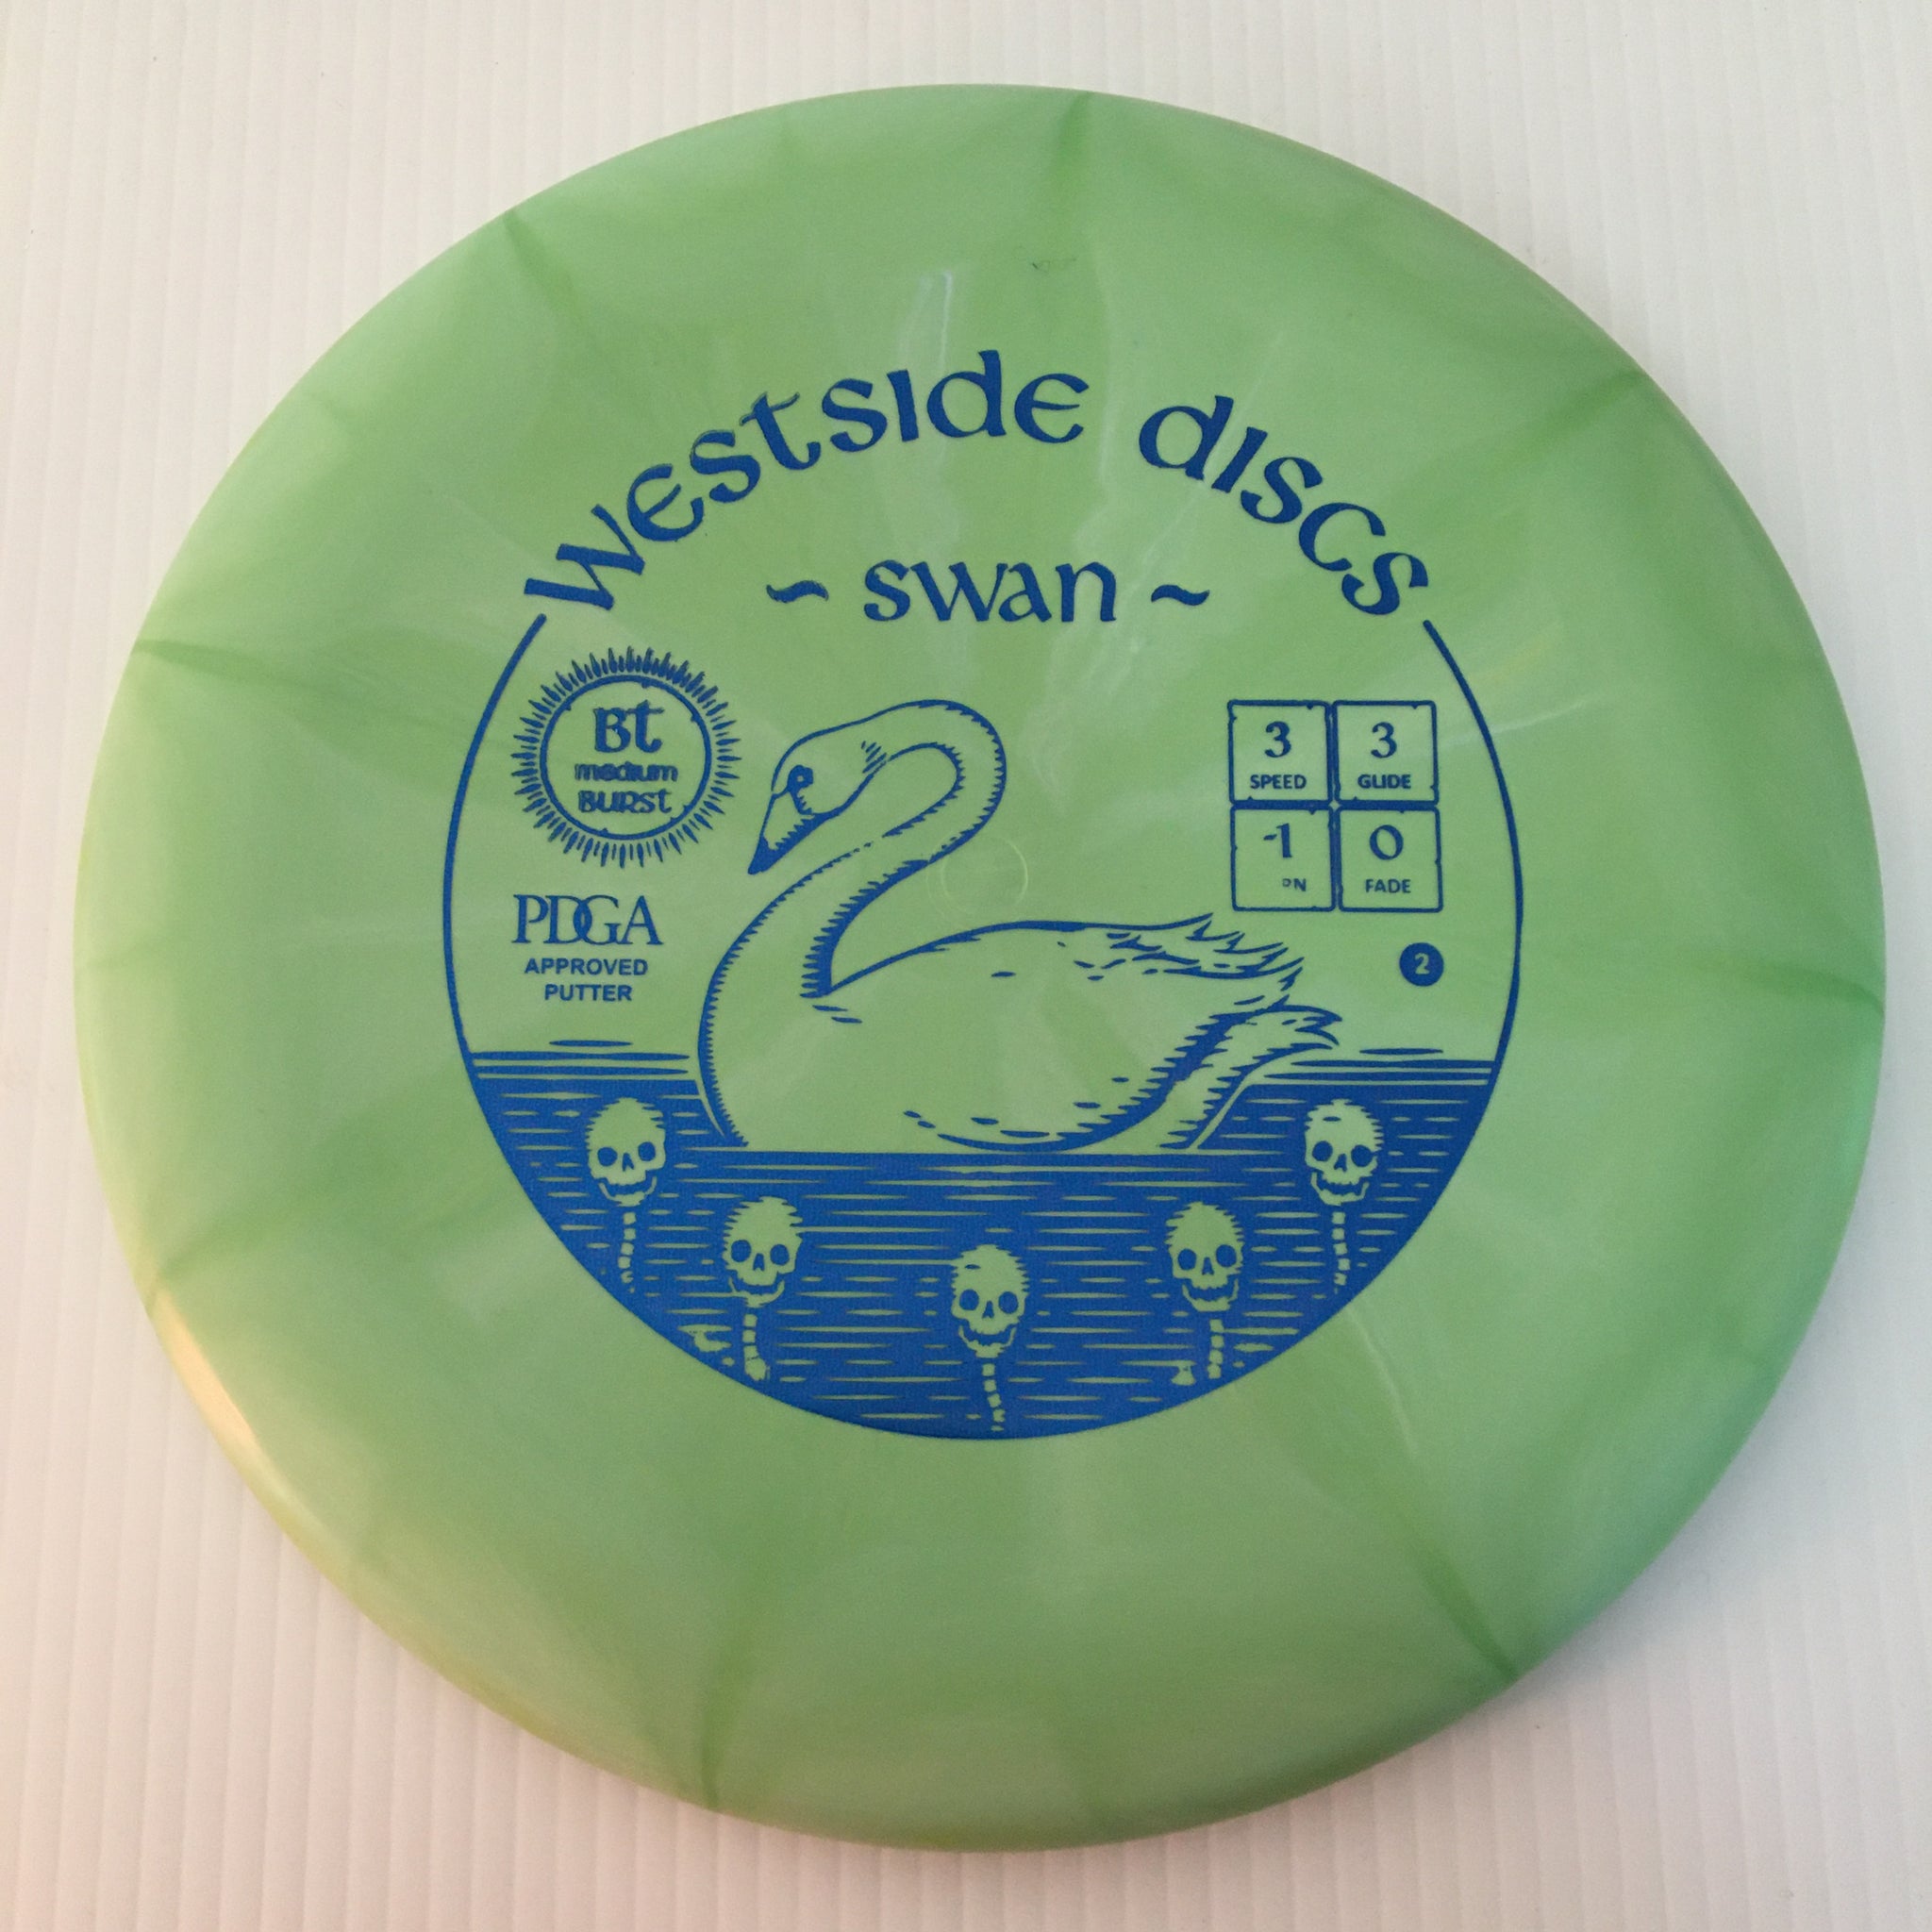 westside discs
~ swan ~
Bt
medium
BURST
PDGA
APPROVED
PUTTER
3 3
SPEED GLIDE
-1 0
FADE
2